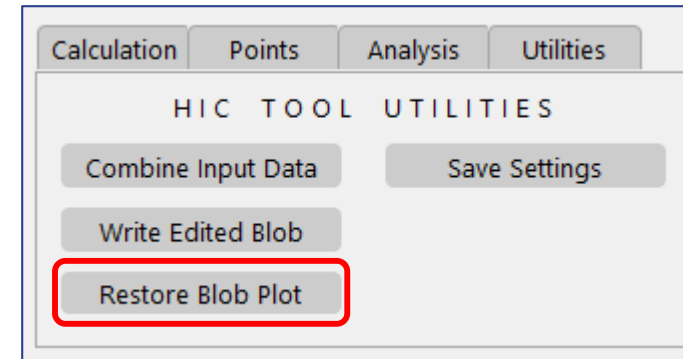 Calculation Points Analysis Utilities
HIC TOOL UTILITIES
Combine Input Data Save Settings
Write Edited Blob
Restore Blob Plot